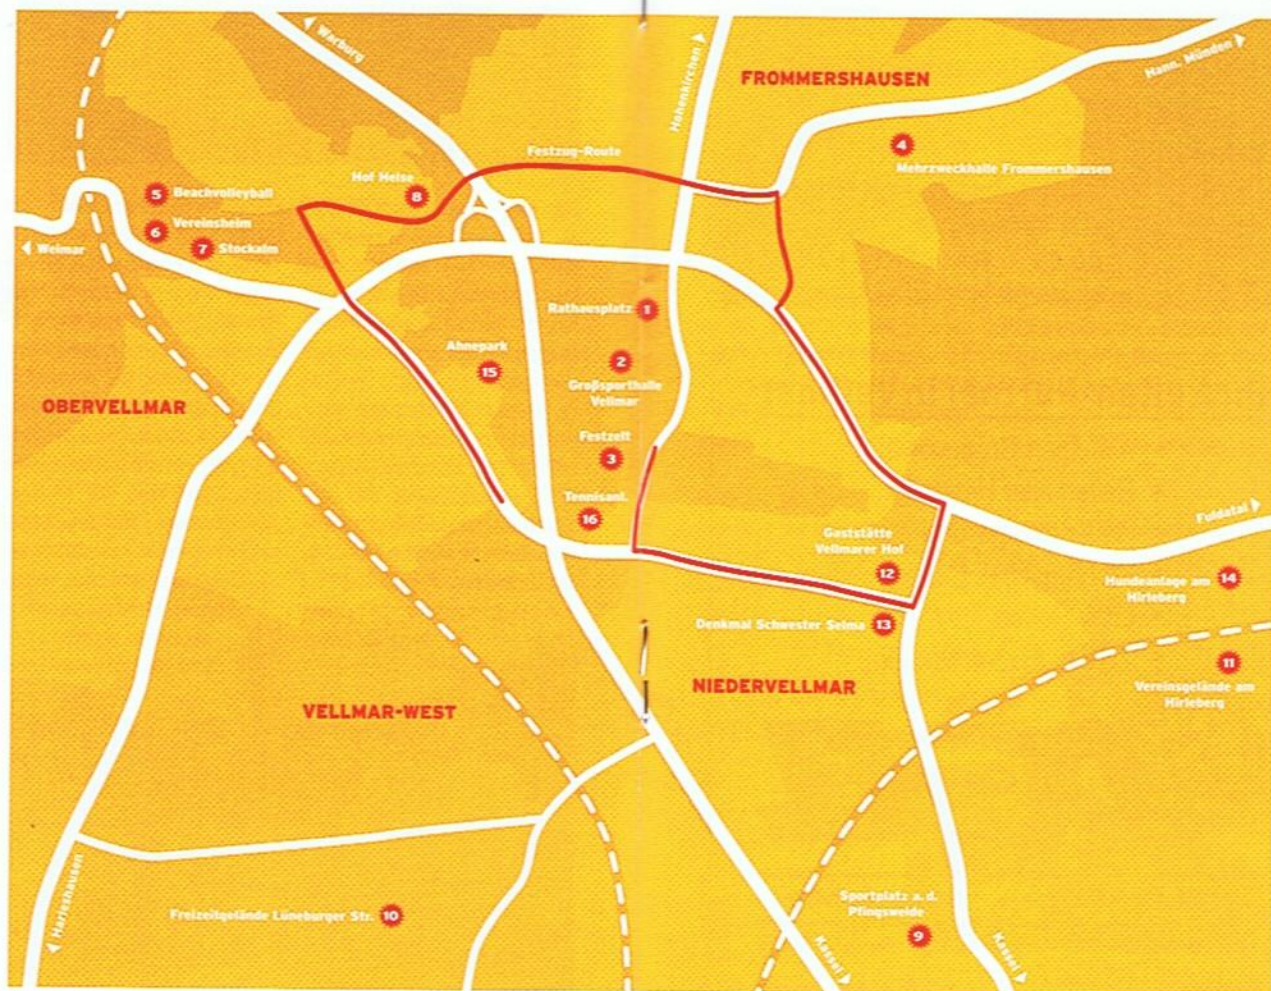 Warburg
Hohenkirchen
FROMMERSHAUSEN
Hann. Münden
4
Mehrzweckhalle Frommershausen
Festzug-Route
Hof Helse
8
5 Beachvolleyball
Vereinsheim
6
7 Stockalm
Weimar
Rathausplatz 1
2
Großsporthalle
Vellmar
Ahnepark
15
OBERVELLMAR
Festzelt
3
Tennisanl.
16
Gaststätte
Vellmarer Hof
12
Denkmal Schwester Selma 13
Fuldatal
Hundeanlage am 14
Hirleberg
11
Vereinsgelände am
Hirleberg
NIEDERVELLMAR
VELLMAR-WEST
Harleshausen
Freizeitgelände Lüneburger Str. 10
Sportplatz a.d.
Pfingsweide
9
Kassel
Kassel